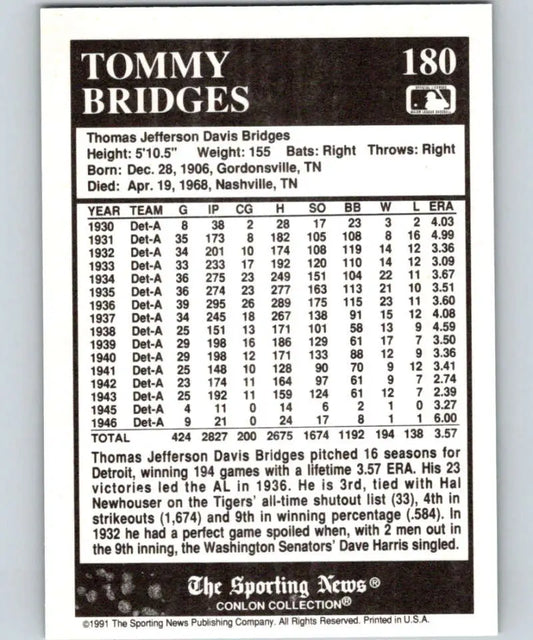 TOMMY 180
BRIDGES
Thomas Jefferson Davis Bridges
Height: 5'10.5" Weight: 155 Bats: Right Throws: Right
Born: Dec. 28, 1906, Gordonsville, TN
Died: Apr. 19, 1968, Nashville, TN
YEAR TEAM G IP CG H SO BB W L ERA
1930 Det-A 8 38 2 28 17 23 3 2 4.03
1931 Det-A 35 173 8 182 105 108 8 16 4.99
1932 Det-A 34 201 10 174 108 119 14 12 3.36
1933 Det-A 33 233 17 192 120 110 14 12 3.09
1934 Det-A 36 275 23 249 151 104 22 11 3.67
1935 Det-A 36 274 23 277 163 113 21 10 3.51
1936 Det-A 39 295 26 289 175 115 23 11 3.60
1937 Det-A 34 245 18 267 138 91 15 12 4.08
1938 Det-A 25 151 13 171 101 58 13 9 4.59
1939 Det-A 29 198 16 186 129 61 17 7 3.50
1940 Det-A 29 198 12 171 133 88 12 9 3.36
1941 Det-A 25 148 10 128 90 70 9 12 3.41
1942 Det-A 23 174 11 164 97 61 9 7 2.74
1943 Det-A 25 192 11 159 124 61 12 7 2.39
1945 Det-A 4 11 0 14 6 2 1 0 3.27
1946 Det-A 9 21 0 24 17 8 1 1 6.00
TOTAL 424 2827 200 2675 1674 1192 194 138 3.57
Thomas Jefferson Davis Bridges pitched 16 seasons for
Detroit, winning 194 games with a lifetime 3.57 ERA. His 23
victories led the AL in 1936. He is 3rd, tied with Hal
Newhouser on the Tigers' all-time shutout list (33), 4th in
strikeouts (1,674) and 9th in winning percentage (.584). In
1932 he had a perfect game spoiled when, with 2 men out in
the 9th inning, the Washington Senators' Dave Harris singled.
The Sporting News®
CONLON COLLECTION®
©1991 The Sporting News Publishing Company. All Rights Reserved. Printed in U.S.A.